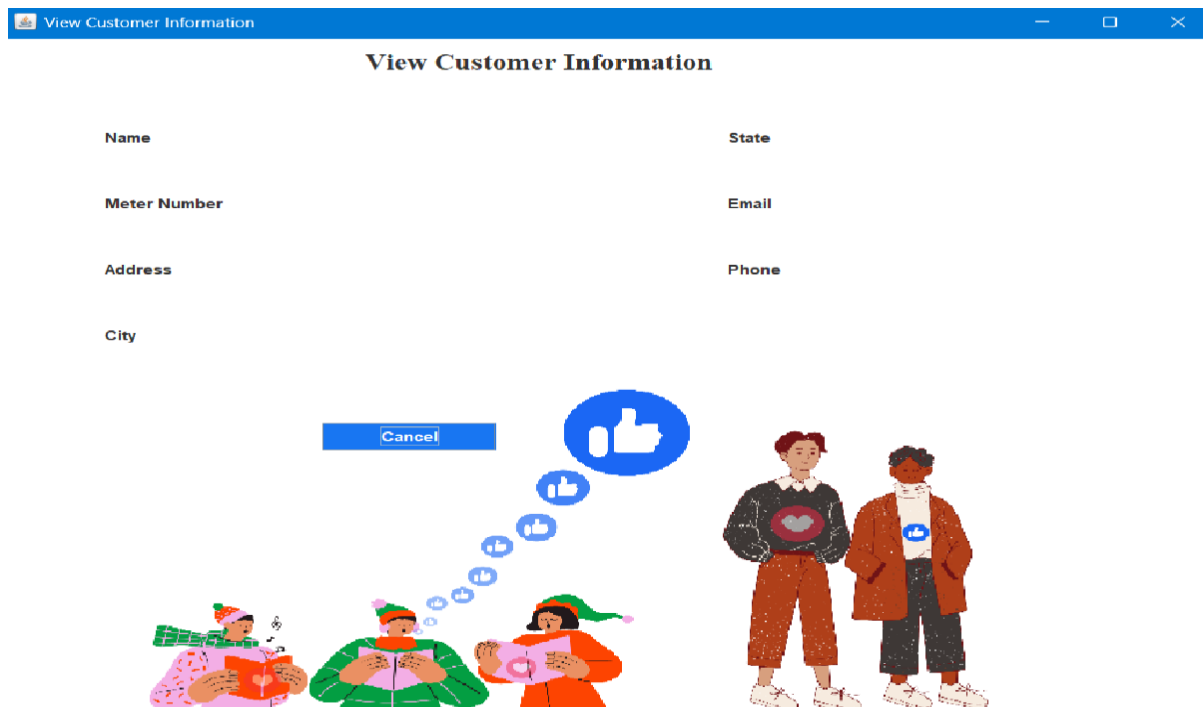 View Customer Information
View Customer Information
Name
State
Meter Number
Email
Address
Phone
City
Cancel